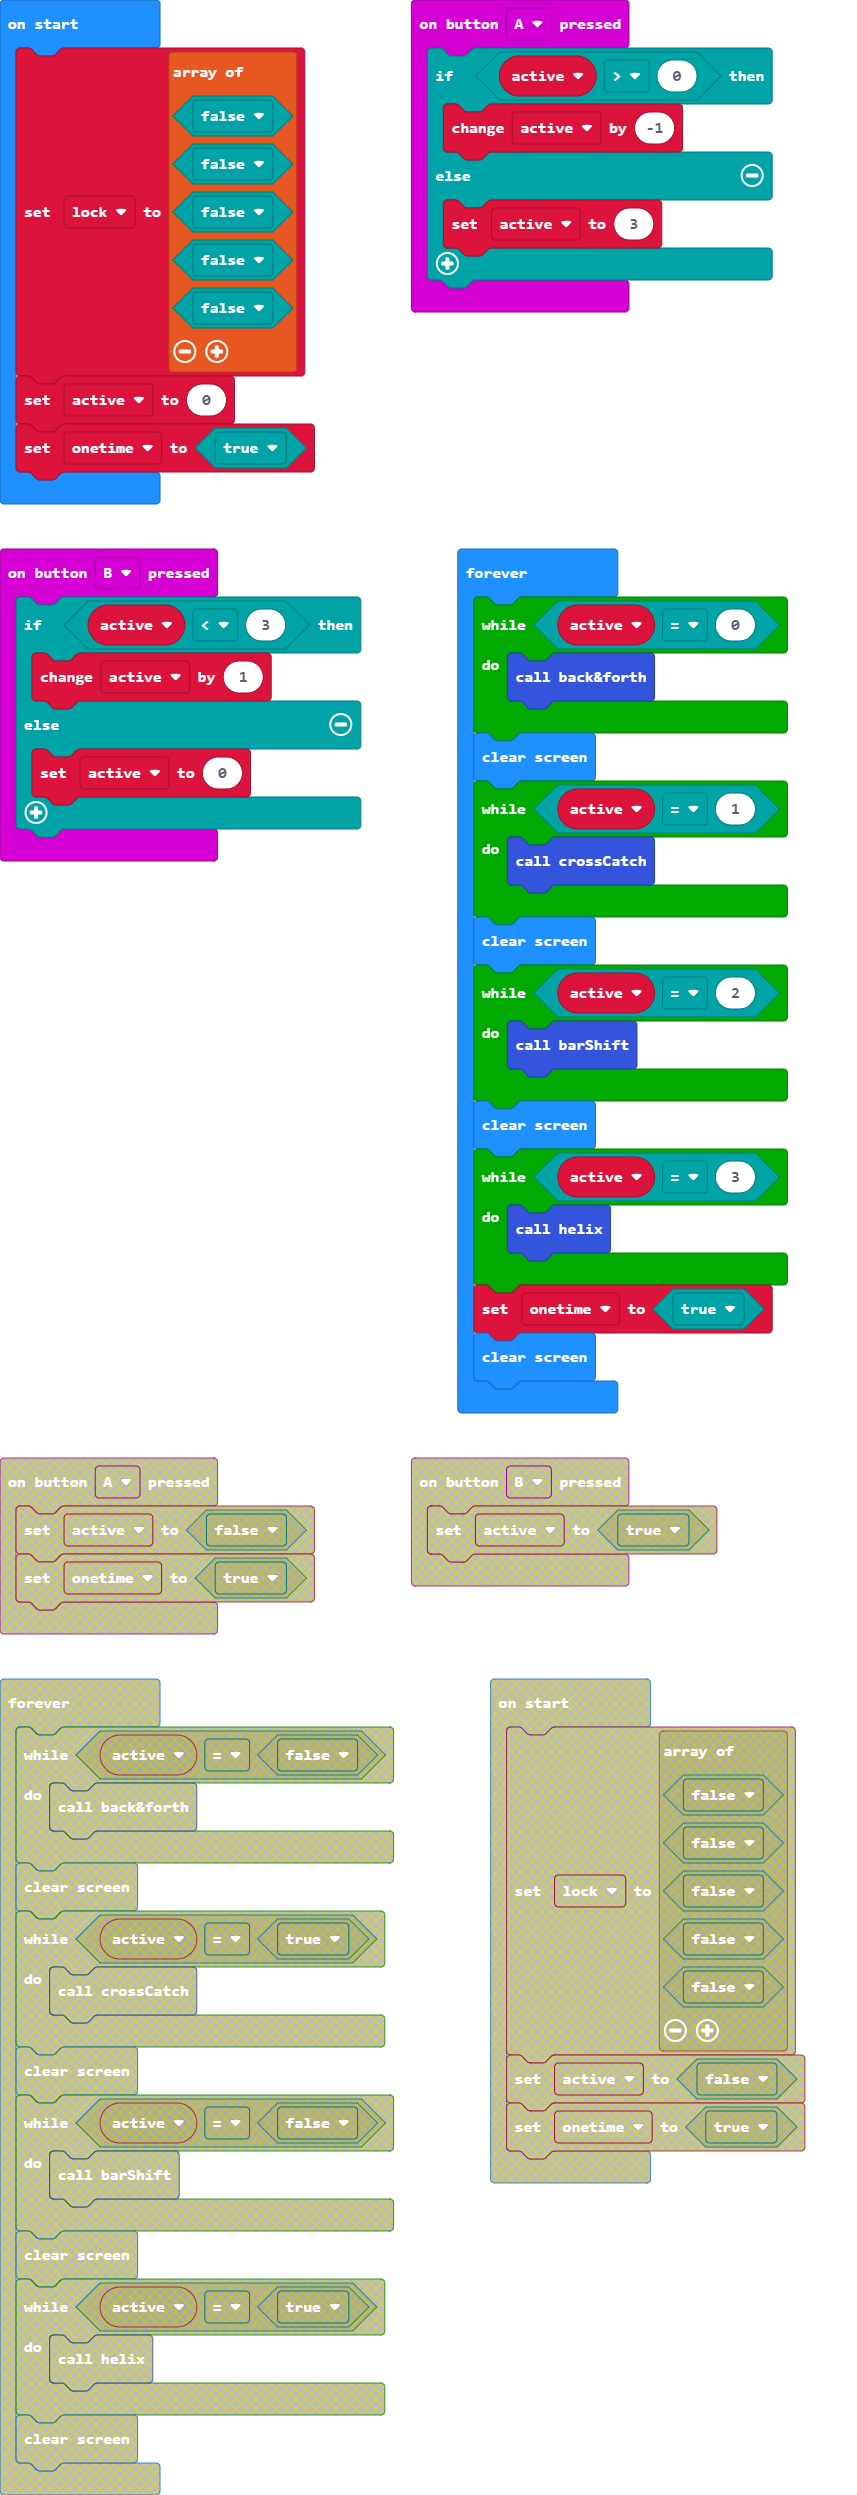 on start
set lock to array of
false
false
false
false
false
set active to 0
set onetime to true
on button A pressed
if active > 0 then
change active by -1
else
set active to 3
on button B pressed
if active < 3 then
change active by 1
else
set active to 0
forever
while active = 0
do call back&forth
clear screen
while active = 1
do call crossCatch
clear screen
while active = 2
do call barShift
clear screen
while active = 3
do call helix
set onetime to true
clear screen
on button A pressed
set active to false
set onetime to true
on button B pressed
set active to true
forever
while active = false
do call back&forth
clear screen
while active = true
do call crossCatch
clear screen
while active = false
do call barShift
clear screen
while active = true
do call helix
clear screen
on start
set lock to array of
false
false
false
false
false
set active to false
set onetime to true